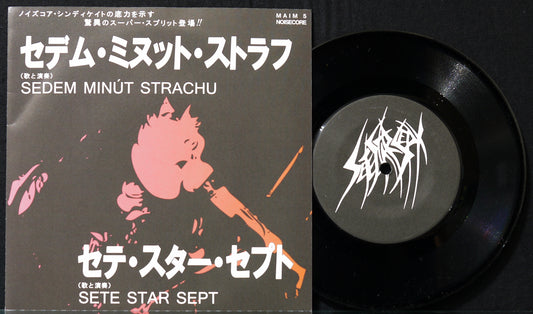 ノイズコア・シンディケイトの底力を示す
驚異のスーパー・スプリット登場!!
MAIM 5
NOISECORE
セデム・ミヌット・ストラフ
(歌と演奏)
SEDEM MINÚT STRACHU
セテ・スター・セプト
(歌と演奏)
SETE STAR SEPT